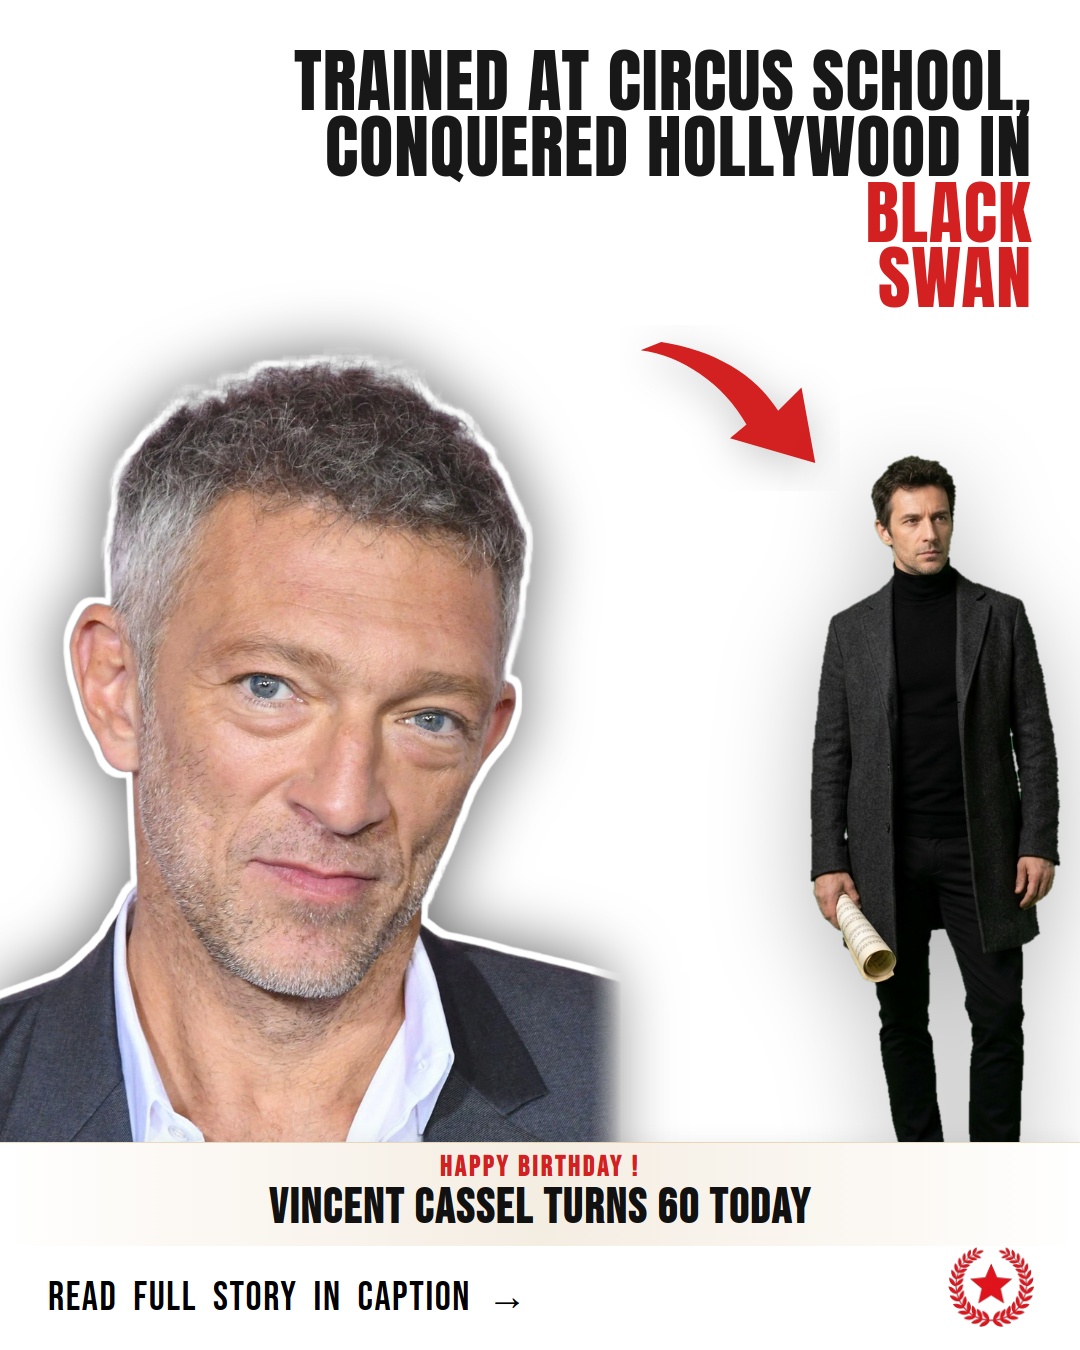 TRAINED AT CIRCUS SCHOOL,
CONQUERED HOLLYWOOD IN
BLACK
SWAN
HAPPY BIRTHDAY !
VINCENT CASSEL TURNS 60 TODAY
READ FULL STORY IN CAPTION →